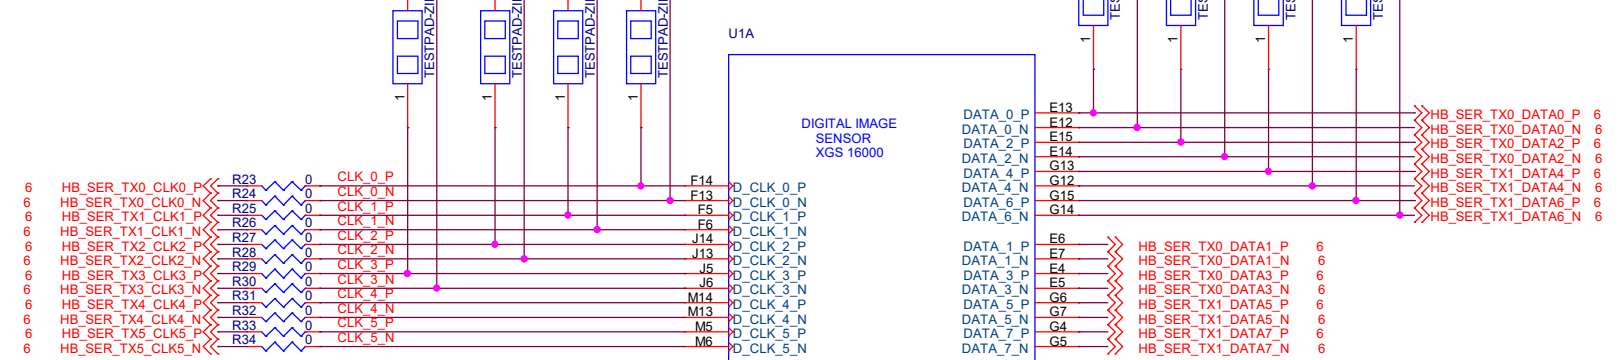 TESTPAD-ZI
TESTPAD-ZI
TESTPAD-ZI
TESTPAD-ZI
TES
TES
TES
TES
1
1
1
1
1
1
1
1
U1A
DIGITAL IMAGE
SENSOR
XGS 16000
6 HB_SER_TX0_CLK0_P R23 0 CLK_0_P F14 D_CLK_0_P
6 HB_SER_TX0_CLK0_N R24 0 CLK_0_N F13 D_CLK_0_N
6 HB_SER_TX1_CLK1_P R25 0 CLK_1_P F5 D_CLK_1_P
6 HB_SER_TX1_CLK1_N R26 0 CLK_1_N F6 D_CLK_1_N
6 HB_SER_TX2_CLK2_P R27 0 CLK_2_P J14 D_CLK_2_P
6 HB_SER_TX2_CLK2_N R28 0 CLK_2_N J13 D_CLK_2_N
6 HB_SER_TX3_CLK3_P R29 0 CLK_3_P J5 D_CLK_3_P
6 HB_SER_TX3_CLK3_N R30 0 CLK_3_N J6 D_CLK_3_N
6 HB_SER_TX4_CLK4_P R31 0 CLK_4_P M14 D_CLK_4_P
6 HB_SER_TX4_CLK4_N R32 0 CLK_4_N M13 D_CLK_4_N
6 HB_SER_TX5_CLK5_P R33 0 CLK_5_P M5 D_CLK_5_P
6 HB_SER_TX5_CLK5_N R34 0 CLK_5_N M6 D_CLK_5_N
DATA_0_P E13 HB_SER_TX0_DATA0_P 6
DATA_0_N E12 HB_SER_TX0_DATA0_N 6
DATA_2_P E15 HB_SER_TX0_DATA2_P 6
DATA_2_N E14 HB_SER_TX0_DATA2_N 6
DATA_4_P G13 HB_SER_TX1_DATA4_P 6
DATA_4_N G12 HB_SER_TX1_DATA4_N 6
DATA_6_P G15 HB_SER_TX1_DATA6_P 6
DATA_6_N G14 HB_SER_TX1_DATA6_N 6
DATA_1_P E6 HB_SER_TX0_DATA1_P 6
DATA_1_N E7 HB_SER_TX0_DATA1_N 6
DATA_3_P E4 HB_SER_TX0_DATA3_P 6
DATA_3_N E5 HB_SER_TX0_DATA3_N 6
DATA_5_P G6 HB_SER_TX1_DATA5_P 6
DATA_5_N G7 HB_SER_TX1_DATA5_N 6
DATA_7_P G4 HB_SER_TX1_DATA7_P 6
DATA_7_N G5 HB_SER_TX1_DATA7_N 6